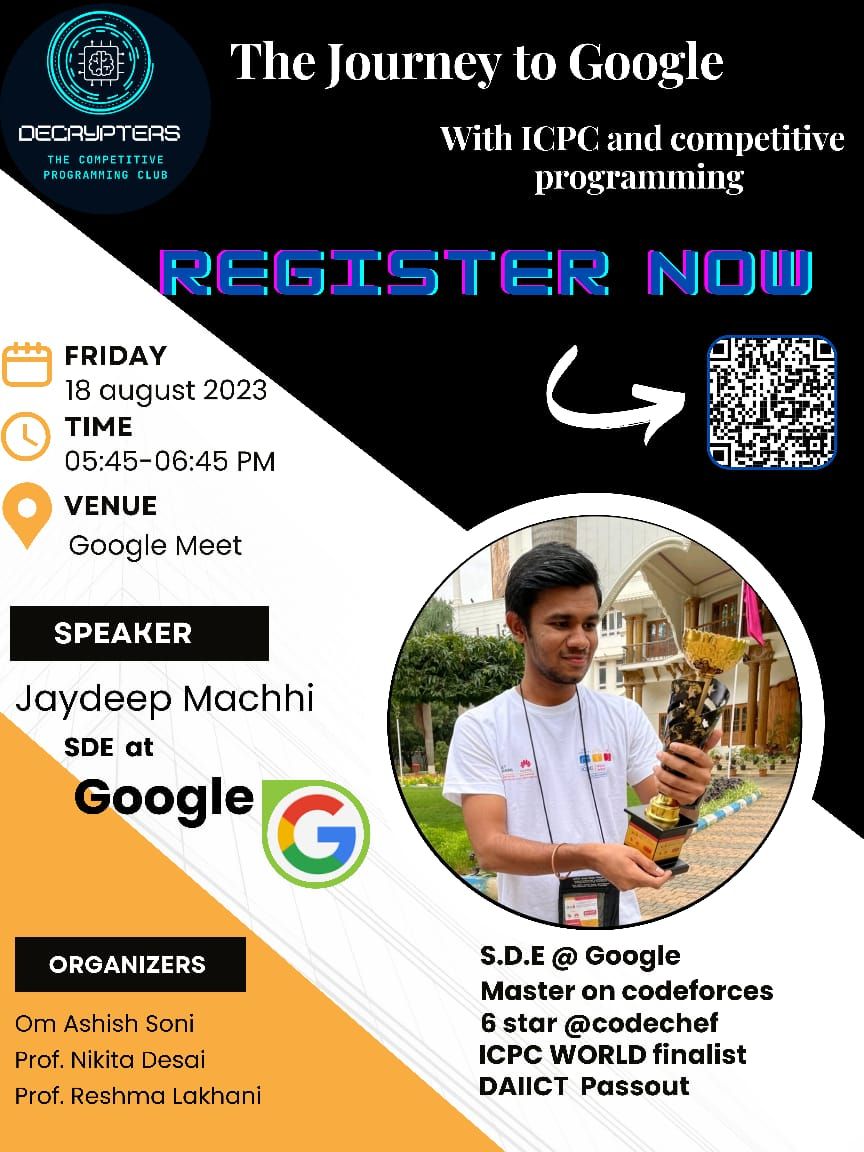 DECRYPTERS
THE COMPETITIVE
PROGRAMMING CLUB
The Journey to Google
With ICPC and competitive
programming
REGISTER NOW
FRIDAY
18 august 2023
TIME
05:45-06:45 PM
VENUE
Google Meet
SPEAKER
Jaydeep Machhi
SDE at
Google
G
S.D.E @ Google
Master on codeforces
6 star @codechef
ICPC WORLD finalist
DAIICT Passout
ORGANIZERS
Om Ashish Soni
Prof. Nikita Desai
Prof. Reshma Lakhani